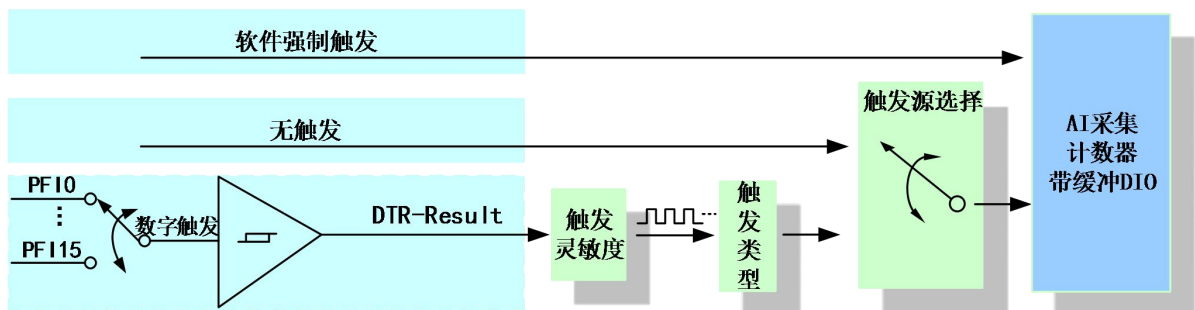 软件强制触发
无触发
PFI0
⋮
PFI15
数字触发
DTR-Result
触发
灵敏度
触
发
类
型
触发源选择
AI采集
计数器
带缓冲DIO